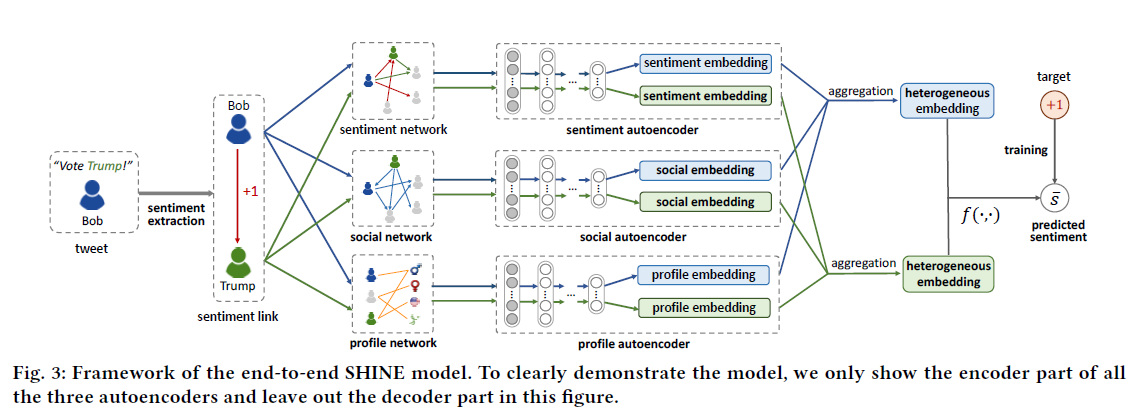 "Vote Trump!"
Bob
tweet
sentiment
extraction
Bob
+1
Trump
sentiment link
sentiment network
social network
profile network
...
sentiment embedding
sentiment embedding
sentiment autoencoder
...
social embedding
social embedding
social autoencoder
...
profile embedding
profile embedding
profile autoencoder
aggregation
aggregation
heterogeneous
embedding
heterogeneous
embedding
f(·,·)
target
+1
training
s̄
predicted
sentiment
Fig. 3: Framework of the end-to-end SHINE model. To clearly demonstrate the model, we only show the encoder part of all
the three autoencoders and leave out the decoder part in this figure.